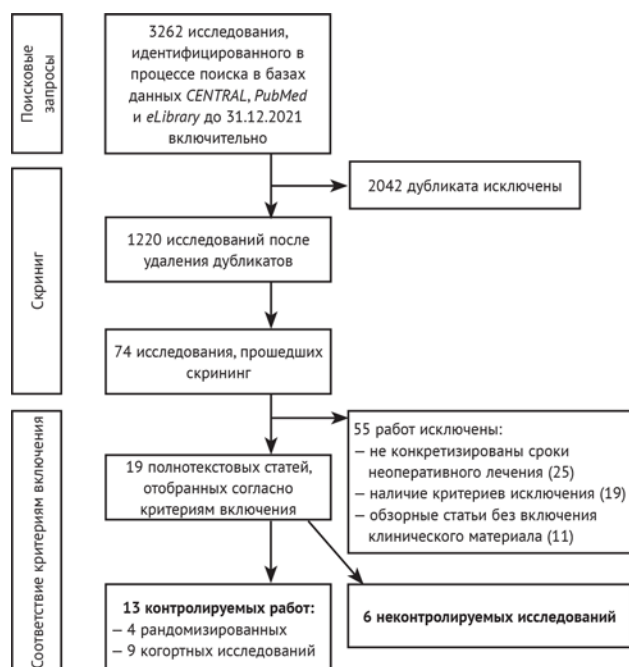 Поисковые
запросы
3262 исследования,
идентифицированного в
процессе поиска в базах
данных CENTRAL, PubMed
и eLibrary до 31.12.2021
включительно
2042 дубликата исключены
Скрининг
1220 исследований после
удаления дубликатов
74 исследования, прошедших
скрининг
Соответствие критериям включения
55 работ исключены:
— не конкретизированы сроки
неоперативного лечения (25)
— наличие критериев исключения (19)
— обзорные статьи без включения
клинического материала (11)
19 полнотекстовых статей,
отобранных согласно
критериям включения
13 контролируемых работ:
— 4 рандомизированных
— 9 когортных исследований
6 неконтролируемых исследований